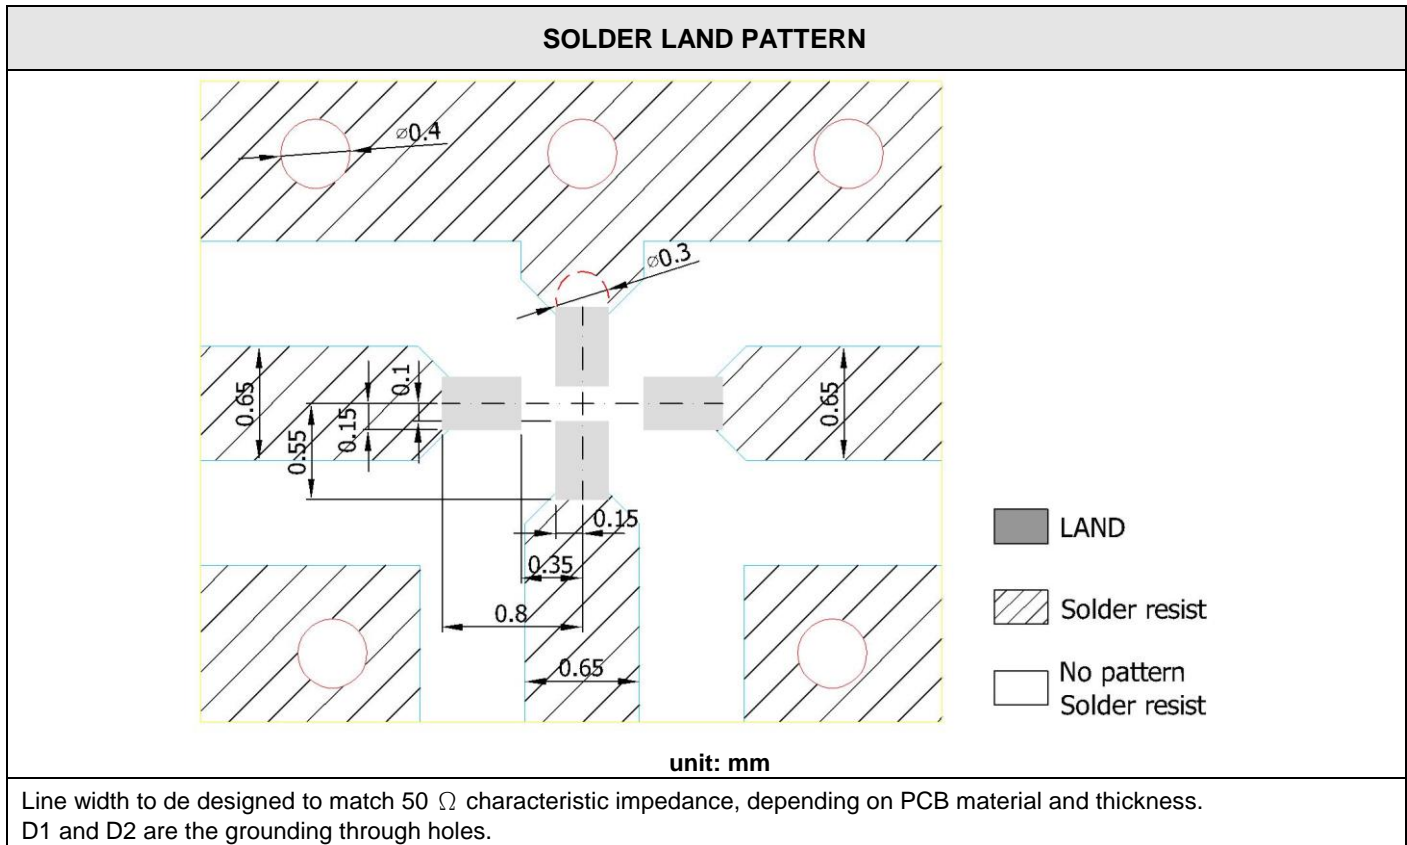 SOLDER LAND PATTERN
⌀0.4
⌀0.3
0.65
0.1
0.15
0.55
0.65
0.15
0.35
0.8
0.65
LAND
Solder resist
No pattern
Solder resist
unit: mm
Line width to de designed to match 50 Ω characteristic impedance, depending on PCB material and thickness.
D1 and D2 are the grounding through holes.